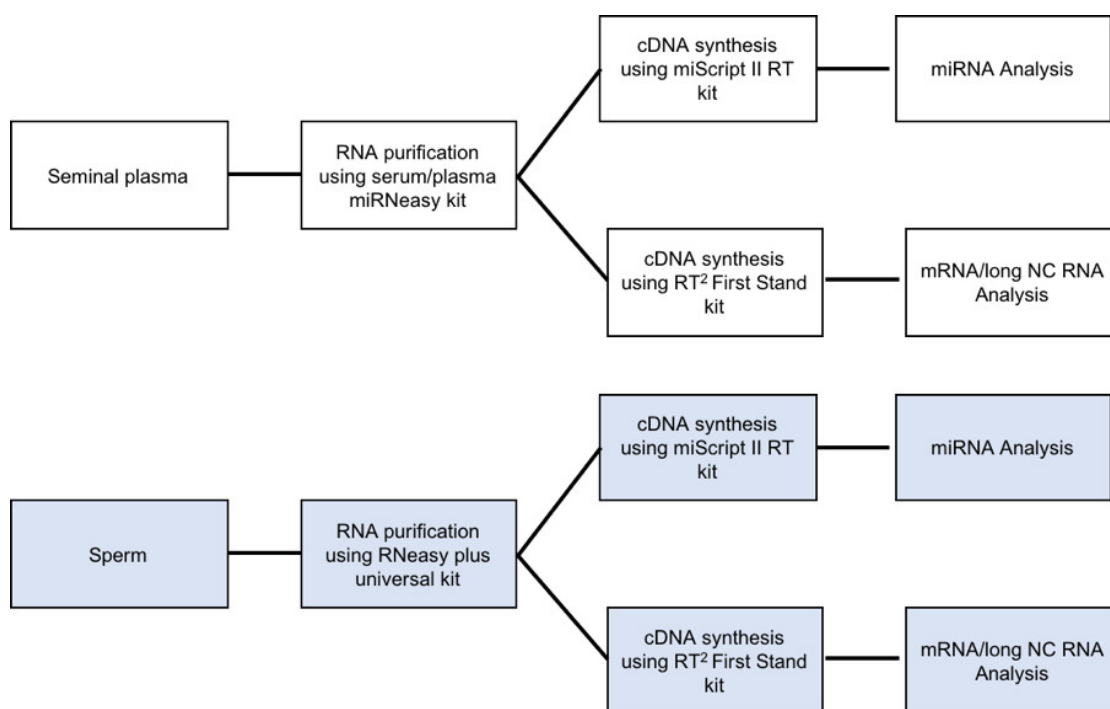 Seminal plasma
RNA purification
using serum/plasma
miRNeasy kit
cDNA synthesis
using miScript II RT
kit
miRNA Analysis
cDNA synthesis
using RT² First Stand
kit
mRNA/long NC RNA
Analysis
Sperm
RNA purification
using RNeasy plus
universal kit
cDNA synthesis
using miScript II RT
kit
miRNA Analysis
cDNA synthesis
using RT² First Stand
kit
mRNA/long NC RNA
Analysis